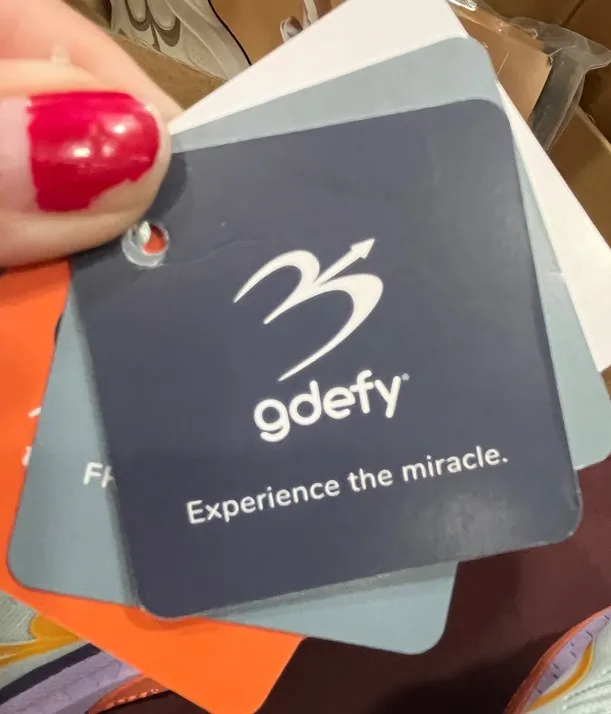 gdefy®
Experience the miracle.